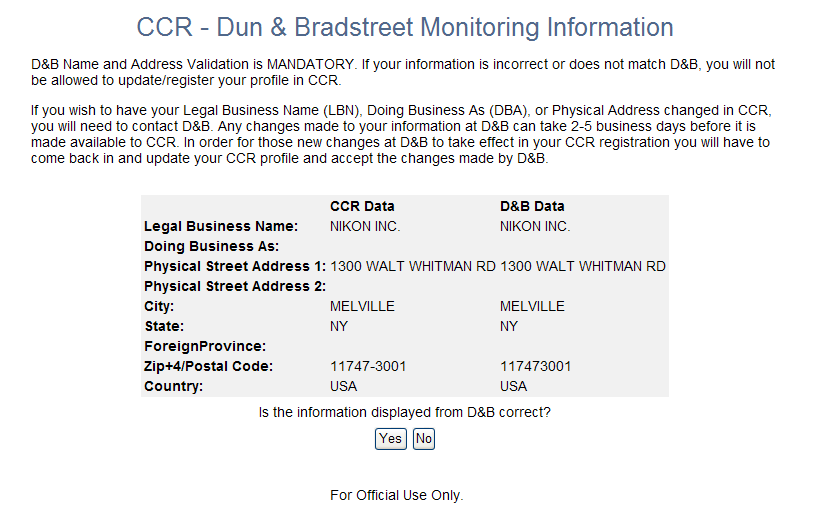 CCR - Dun & Bradstreet Monitoring Information
D&B Name and Address Validation is MANDATORY. If your information is incorrect or does not match D&B, you will not
be allowed to update/register your profile in CCR.
If you wish to have your Legal Business Name (LBN), Doing Business As (DBA), or Physical Address changed in CCR,
you will need to contact D&B. Any changes made to your information at D&B can take 2-5 business days before it is
made available to CCR. In order for those new changes at D&B to take effect in your CCR registration you will have to
come back in and update your CCR profile and accept the changes made by D&B.
CCR Data D&B Data
Legal Business Name: NIKON INC. NIKON INC.
Doing Business As:
Physical Street Address 1: 1300 WALT WHITMAN RD 1300 WALT WHITMAN RD
Physical Street Address 2:
City: MELVILLE MELVILLE
State: NY NY
ForeignProvince:
Zip+4/Postal Code: 11747-3001 117473001
Country: USA USA
Is the information displayed from D&B correct?
Yes No
For Official Use Only.